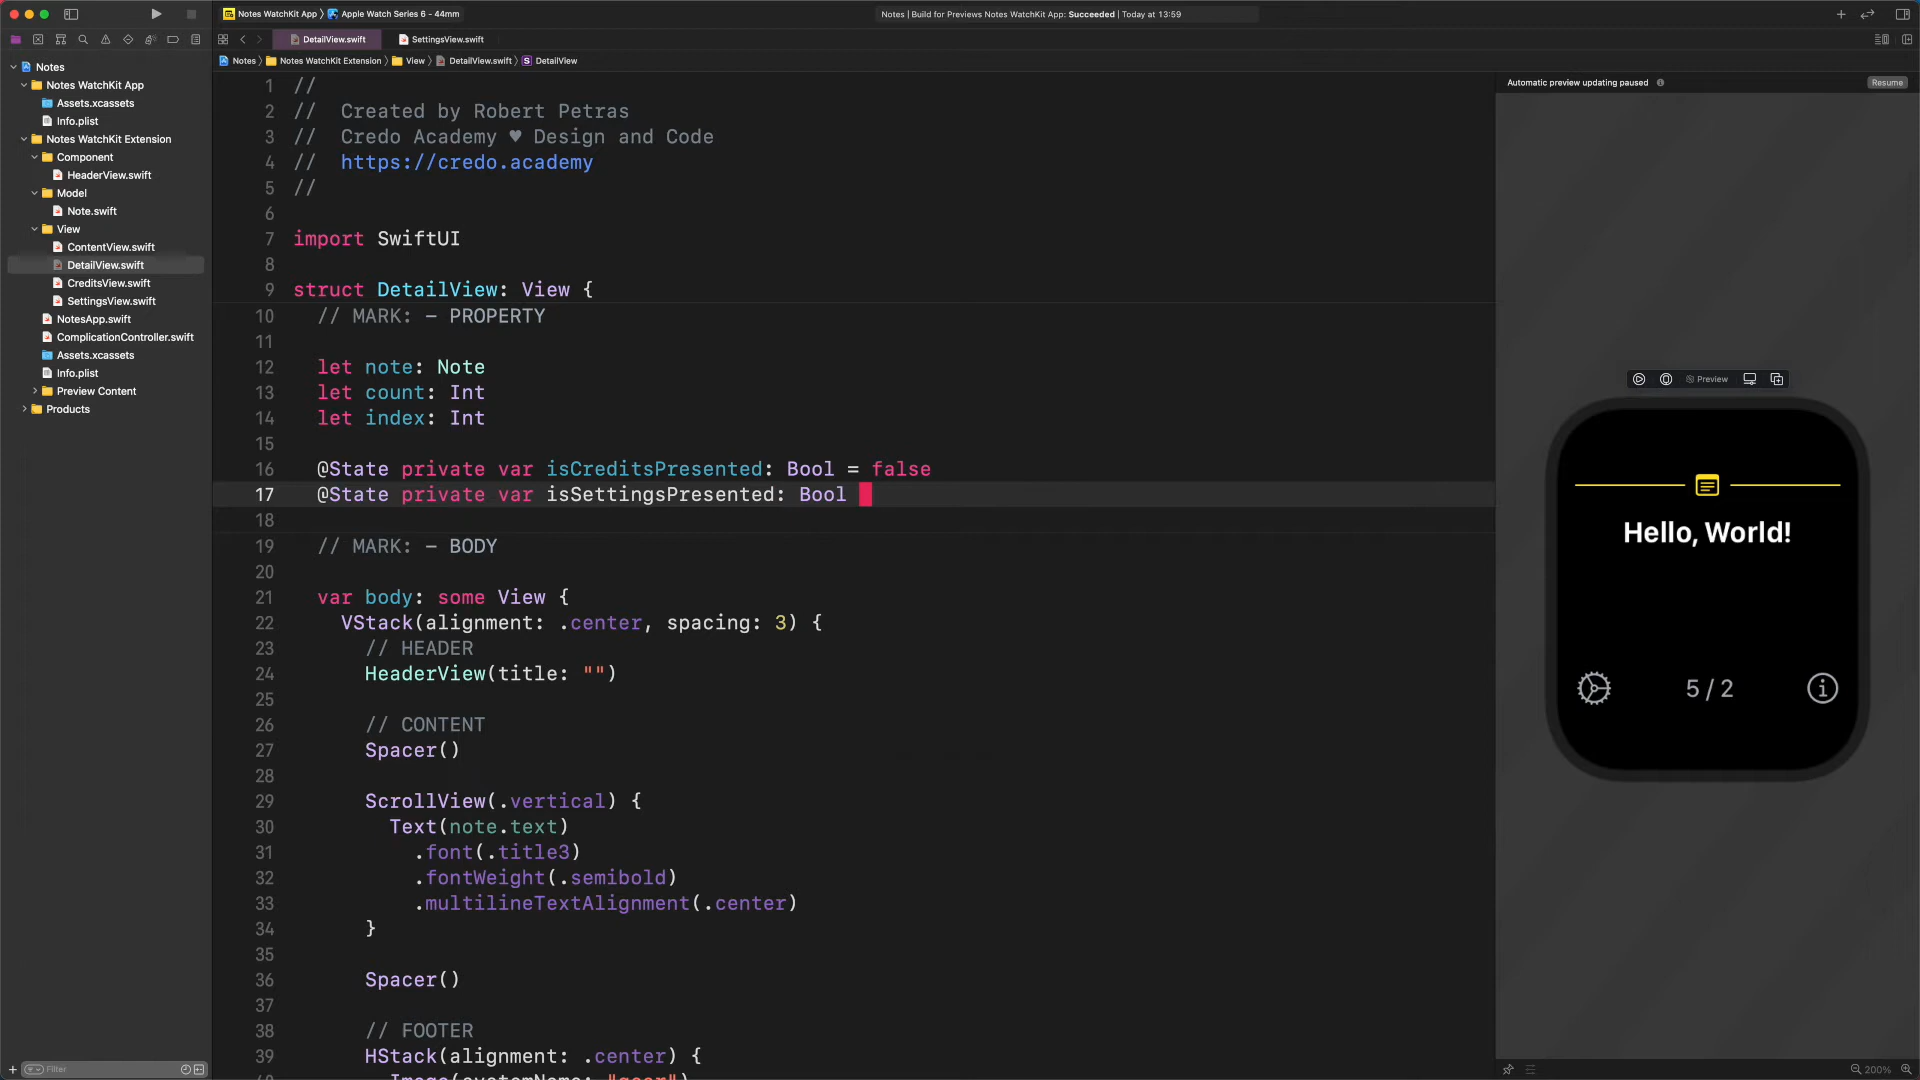 Notes WatchKit App 〉 Apple Watch Series 6 - 44mm
Notes | Build for Previews Notes WatchKit App: Succeeded | Today at 13:59
DetailView.swift
SettingsView.swift
Notes 〉 Notes WatchKit Extension 〉 View 〉 DetailView.swift 〉 S DetailView
Notes
Notes WatchKit App
Assets.xcassets
Info.plist
Notes WatchKit Extension
Component
HeaderView.swift
Model
Note.swift
View
ContentView.swift
DetailView.swift
CreditsView.swift
SettingsView.swift
NotesApp.swift
ComplicationController.swift
Assets.xcassets
Info.plist
Preview Content
Products
Filter
1 //
2 //  Created by Robert Petras
3 //  Credo Academy ♥ Design and Code
4 //  https://credo.academy
5 //
6
7 import SwiftUI
8
9 struct DetailView: View {
10   // MARK: - PROPERTY
11
12   let note: Note
13   let count: Int
14   let index: Int
15
16   @State private var isCreditsPresented: Bool = false
17   @State private var isSettingsPresented: Bool
18
19   // MARK: - BODY
20
21   var body: some View {
22     VStack(alignment: .center, spacing: 3) {
23       // HEADER
24       HeaderView(title: "")
25
26       // CONTENT
27       Spacer()
28
29       ScrollView(.vertical) {
30         Text(note.text)
31           .font(.title3)
32           .fontWeight(.semibold)
33           .multilineTextAlignment(.center)
34       }
35
36       Spacer()
37
38       // FOOTER
39       HStack(alignment: .center) {
40         Image(systemName: "gear")
Automatic preview updating paused
Resume
Preview
Hello, World!
5 / 2
200%